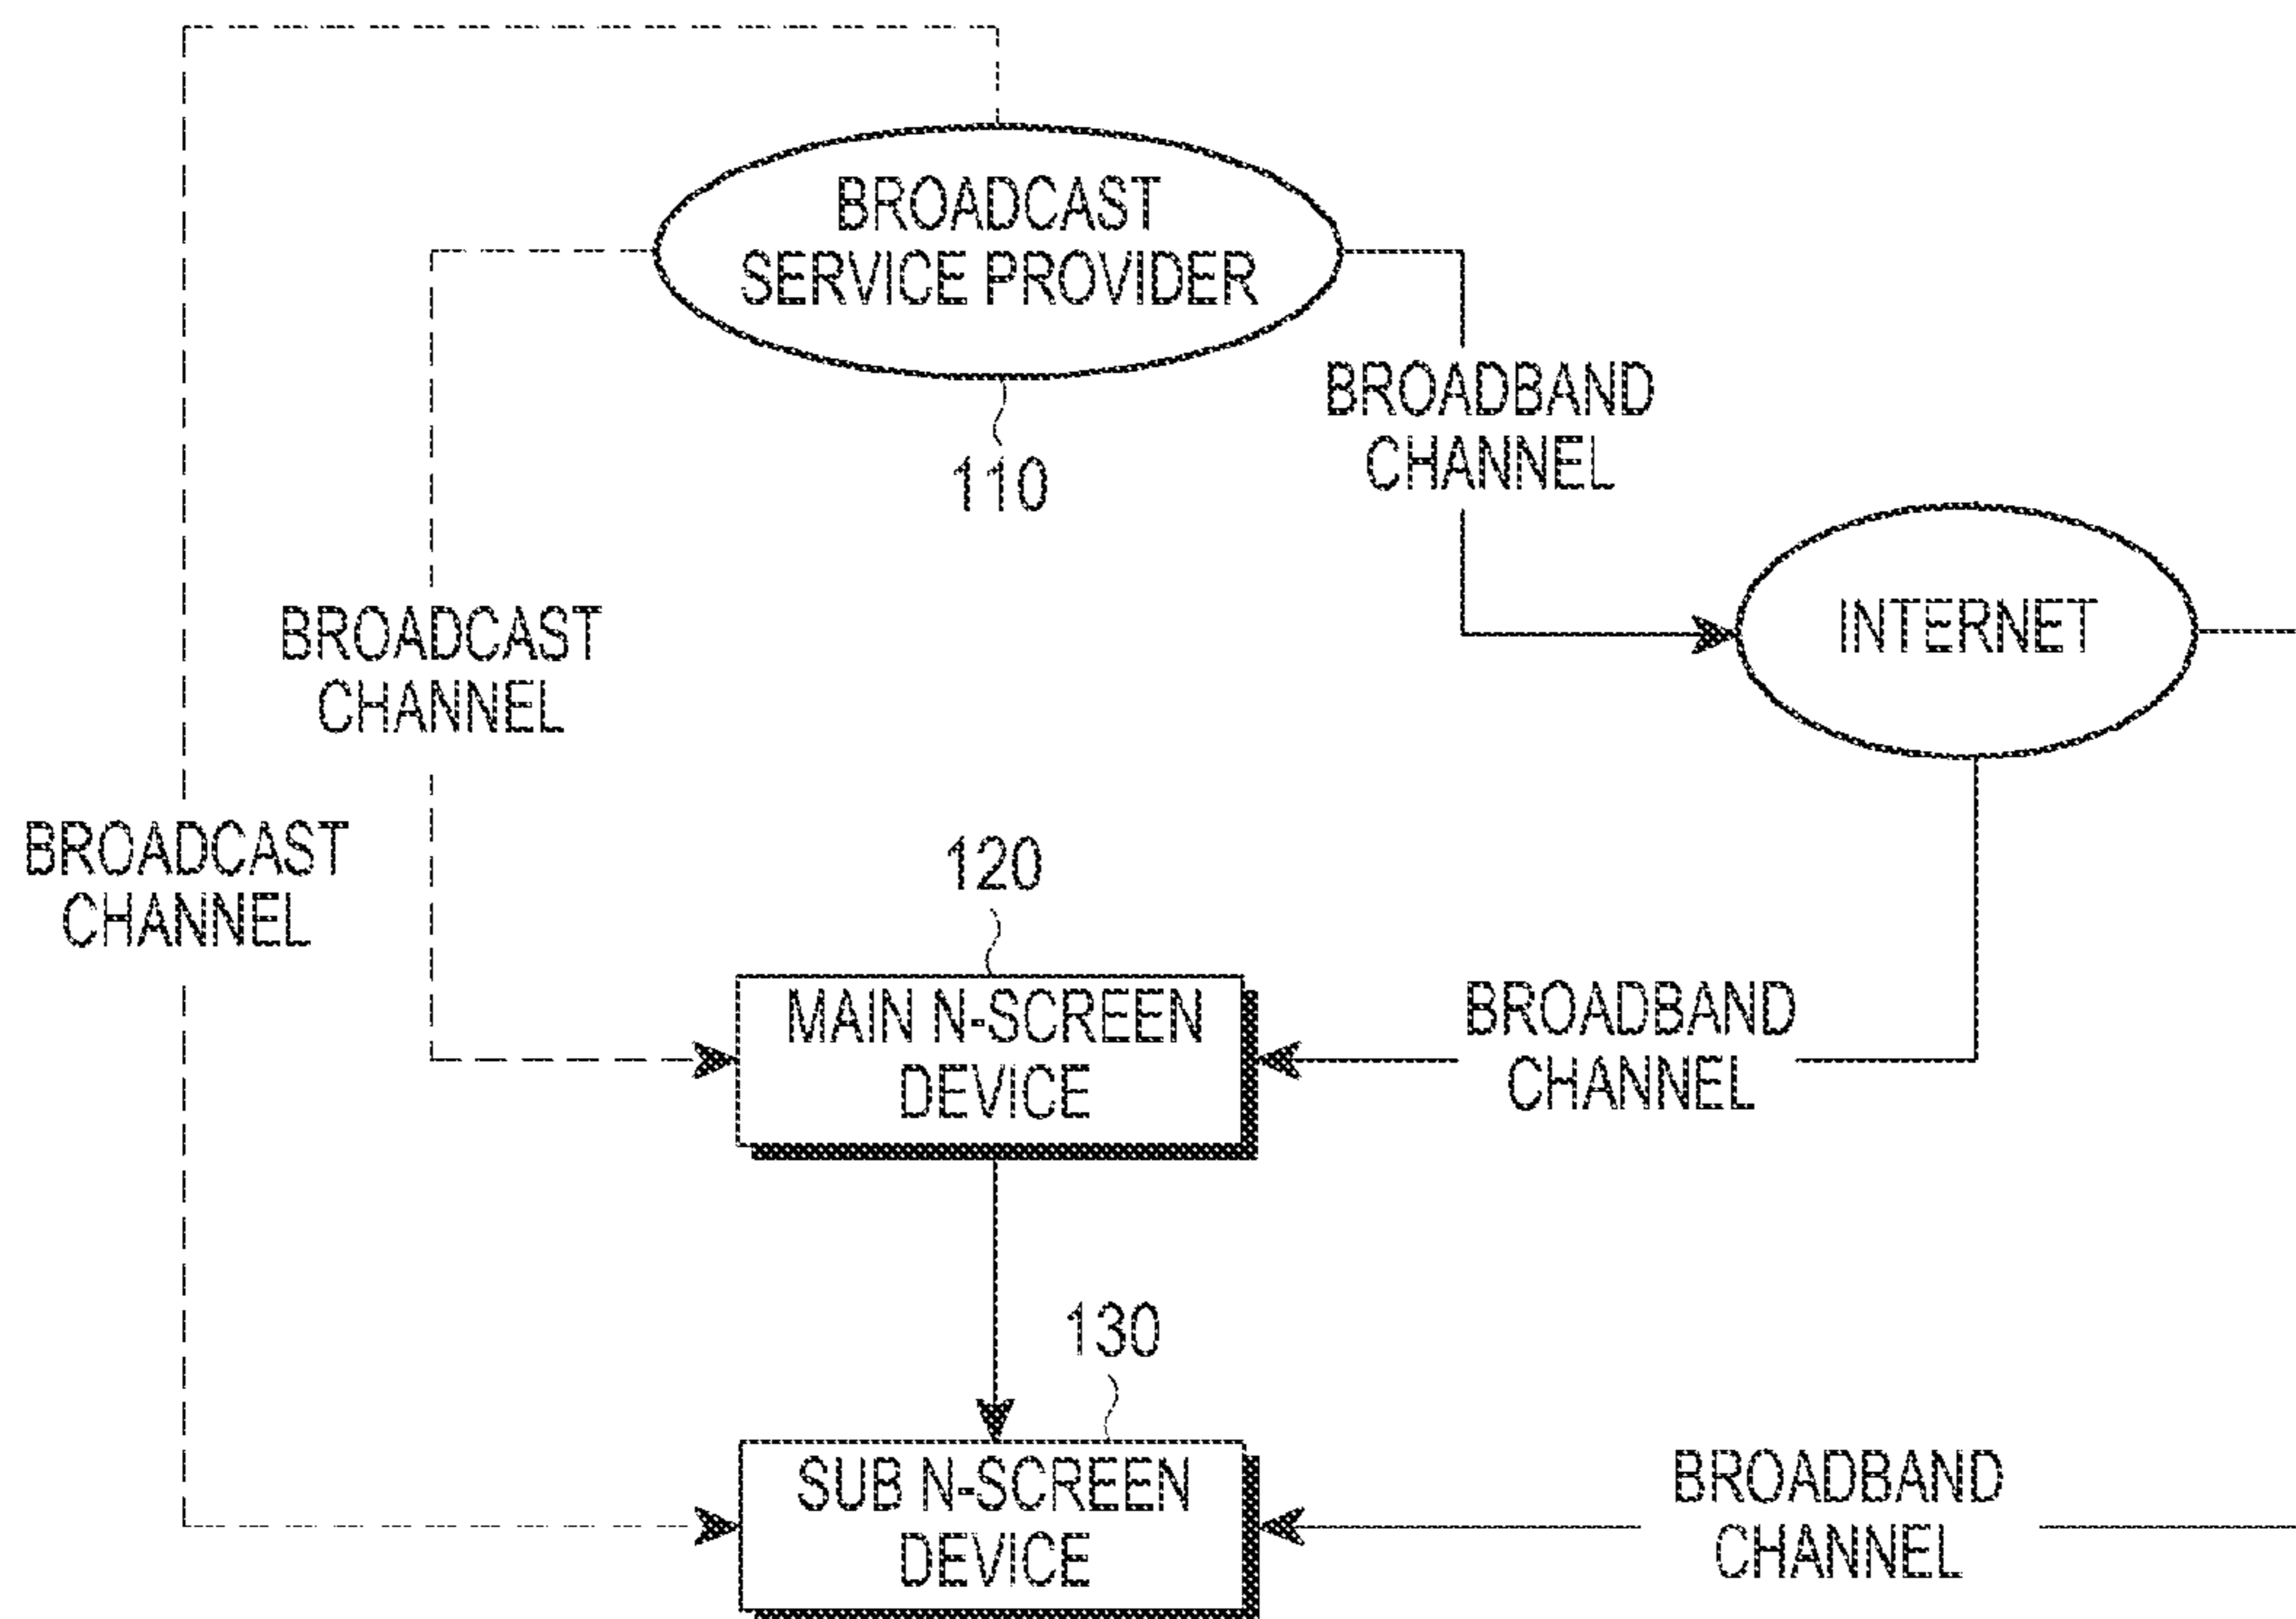 BROADCAST
SERVICE PROVIDER
110
BROADBAND
CHANNEL
INTERNET
BROADCAST
CHANNEL
BROADCAST
CHANNEL
120
MAIN N-SCREEN
DEVICE
BROADBAND
CHANNEL
130
SUB N-SCREEN
DEVICE
BROADBAND
CHANNEL